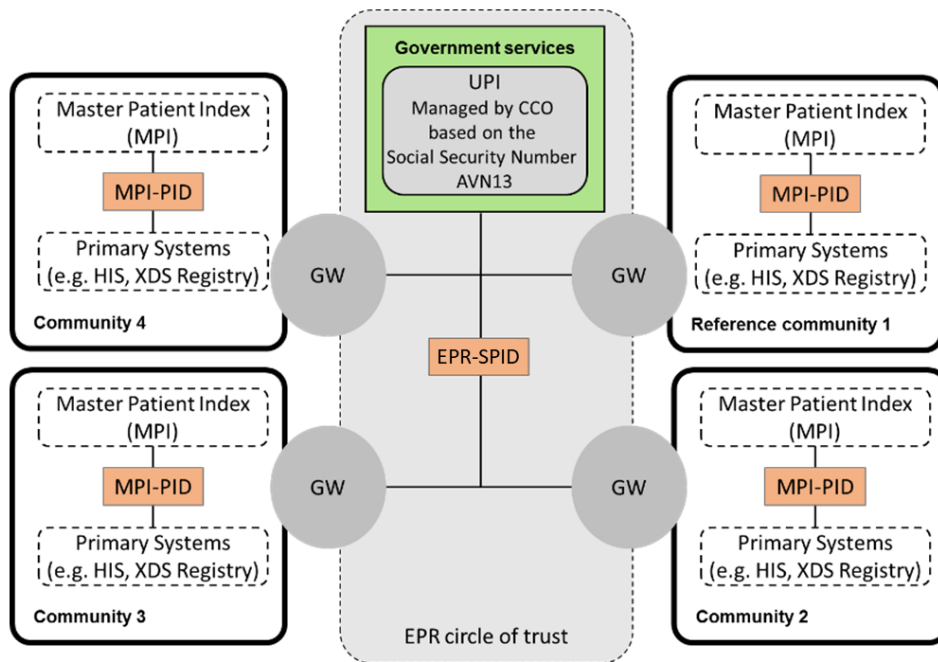 Government services
UPI
Managed by CCO
based on the
Social Security Number
AVN13
Master Patient Index
(MPI)
MPI-PID
Primary Systems
(e.g. HIS, XDS Registry)
Community 4
GW
GW
Master Patient Index
(MPI)
MPI-PID
Primary Systems
(e.g. HIS, XDS Registry)
Reference community 1
EPR-SPID
Master Patient Index
(MPI)
MPI-PID
Primary Systems
(e.g. HIS, XDS Registry)
Community 3
GW
GW
Master Patient Index
(MPI)
MPI-PID
Primary Systems
(e.g. HIS, XDS Registry)
Community 2
EPR circle of trust